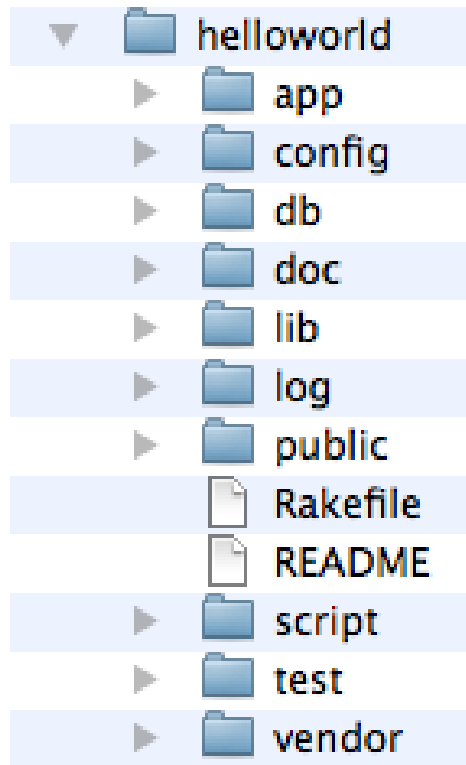 helloworld
app
config
db
doc
lib
log
public
Rakefile
README
script
test
vendor